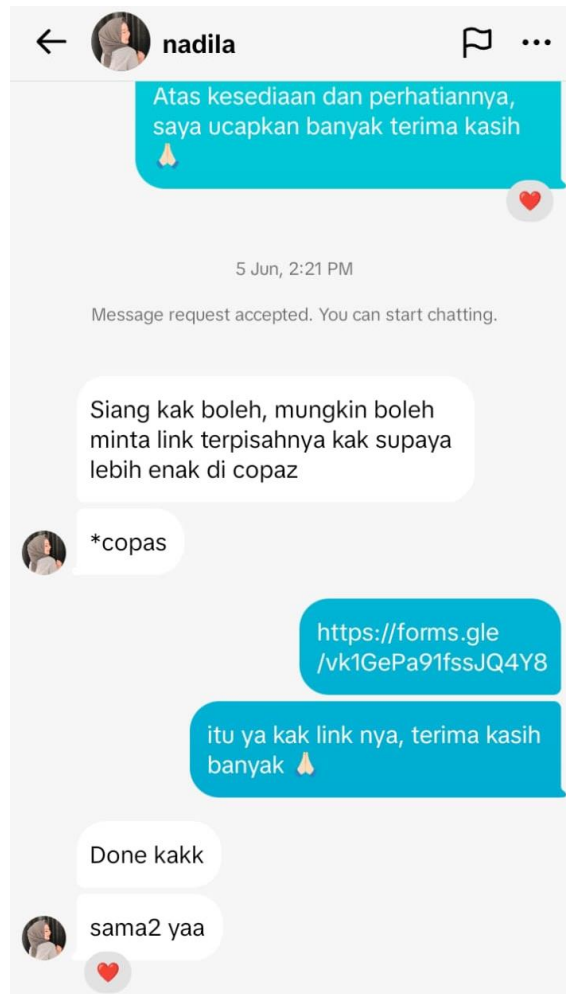 nadila
Atas kesediaan dan perhatiannya,
saya ucapkan banyak terima kasih
🙏🏻
5 Jun, 2:21 PM
Message request accepted. You can start chatting.
Siang kak boleh, mungkin boleh
minta link terpisahnya kak supaya
lebih enak di copaz
*copas
https://forms.gle
/vk1GePa91fssJQ4Y8
itu ya kak link nya, terima kasih
banyak 🙏🏻
Done kakk
sama2 yaa